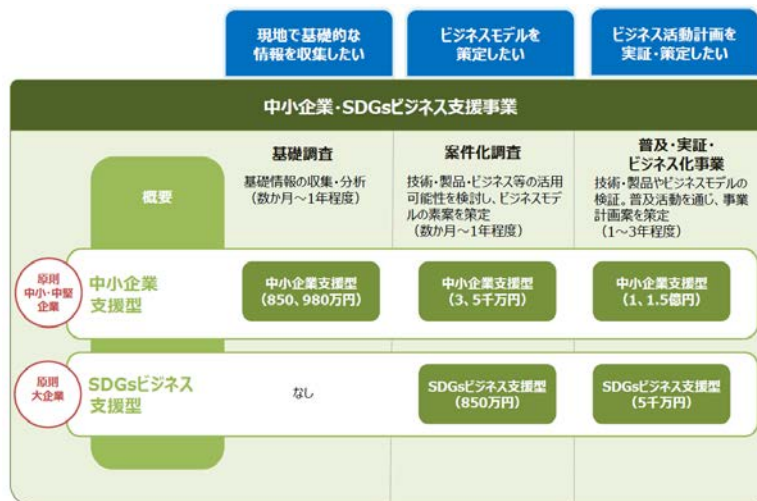 現地で基礎的な
情報を収集したい
ビジネスモデルを
策定したい
ビジネス活動計画を
実証・策定したい
中小企業・SDGsビジネス支援事業
概要
基礎調査
基礎情報の収集・分析
（数か月～1年程度）
案件化調査
技術・製品・ビジネス等の活用
可能性を検討し、ビジネスモデ
ルの素案を策定
（数か月～1年程度）
普及・実証・
ビジネス化事業
技術・製品やビジネスモデルの
検証。普及活動を通じ、事業
計画案を策定
（1～3年程度）
原則
中小・中堅
企業
中小企業
支援型
中小企業支援型
（850、980万円）
中小企業支援型
（3、5千万円）
中小企業支援型
（1、1.5億円）
原則
大企業
SDGsビジネス
支援型
なし
SDGsビジネス支援型
（850万円）
SDGsビジネス支援型
（5千万円）